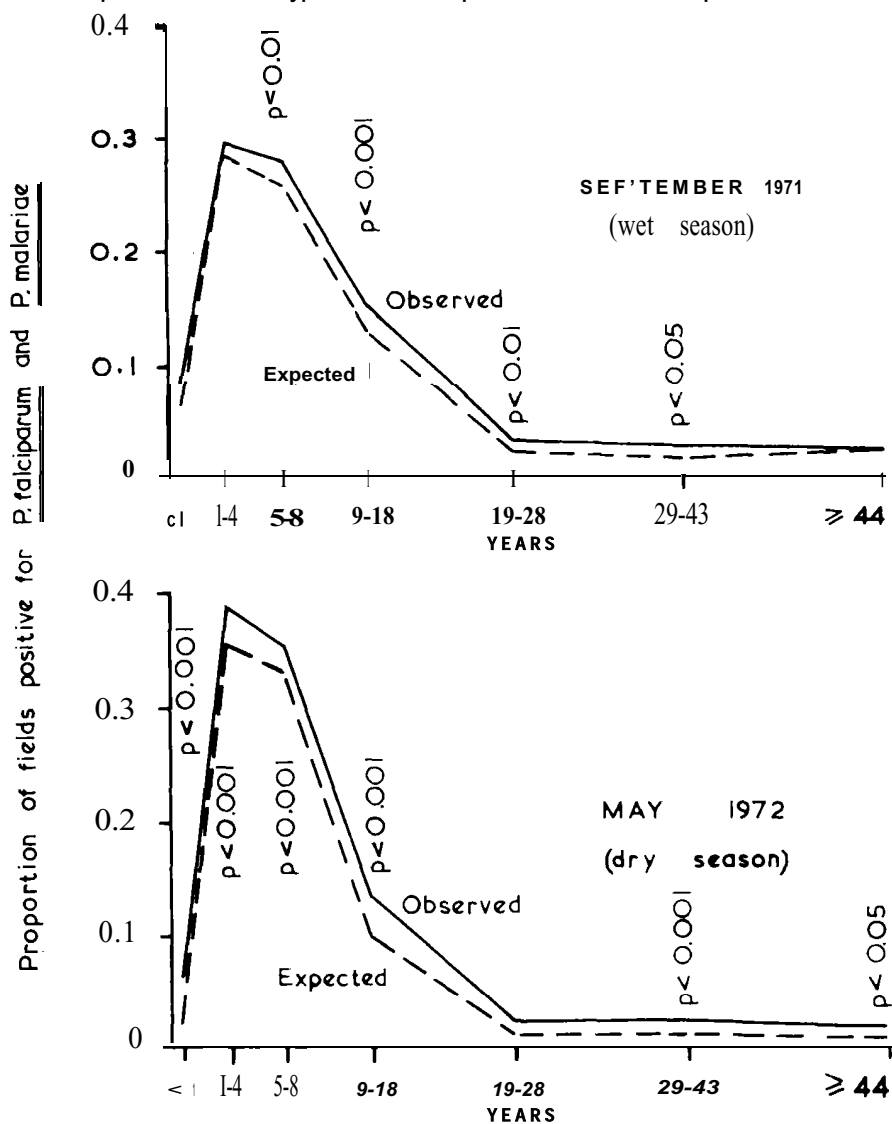 0.4
0.3
0.2
0.1
0
p<0.01
p< 0.001
SEF'TEMBER 1971
(wet season)
Observed
Expected
p< 0.01
p< 0.05
cl 1-4 5-8 9-18 19-28 29-43 ⩾ 44
YEARS
Proportion of fields positive for P. falciparum and P. malariae
0.4
0.3
0.2
0.1
0
p< 0.001
p<0.001
p<0.001
p<0.001
MAY 1972
(dry season)
Observed
Expected
p< 0.001
p< 0.05
< 1 1-4 5-8 9-18 19-28 29-43 ⩾ 44
YEARS